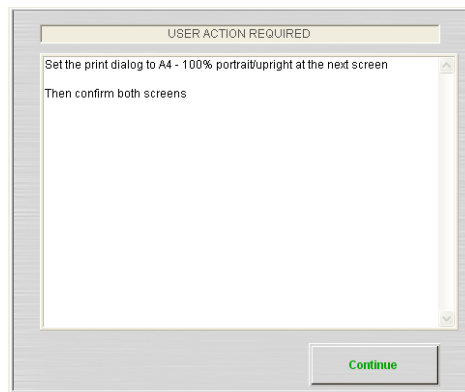 USER ACTION REQUIRED
Set the print dialog to A4 - 100% portrait/upright at the next screen
Then confirm both screens
Continue